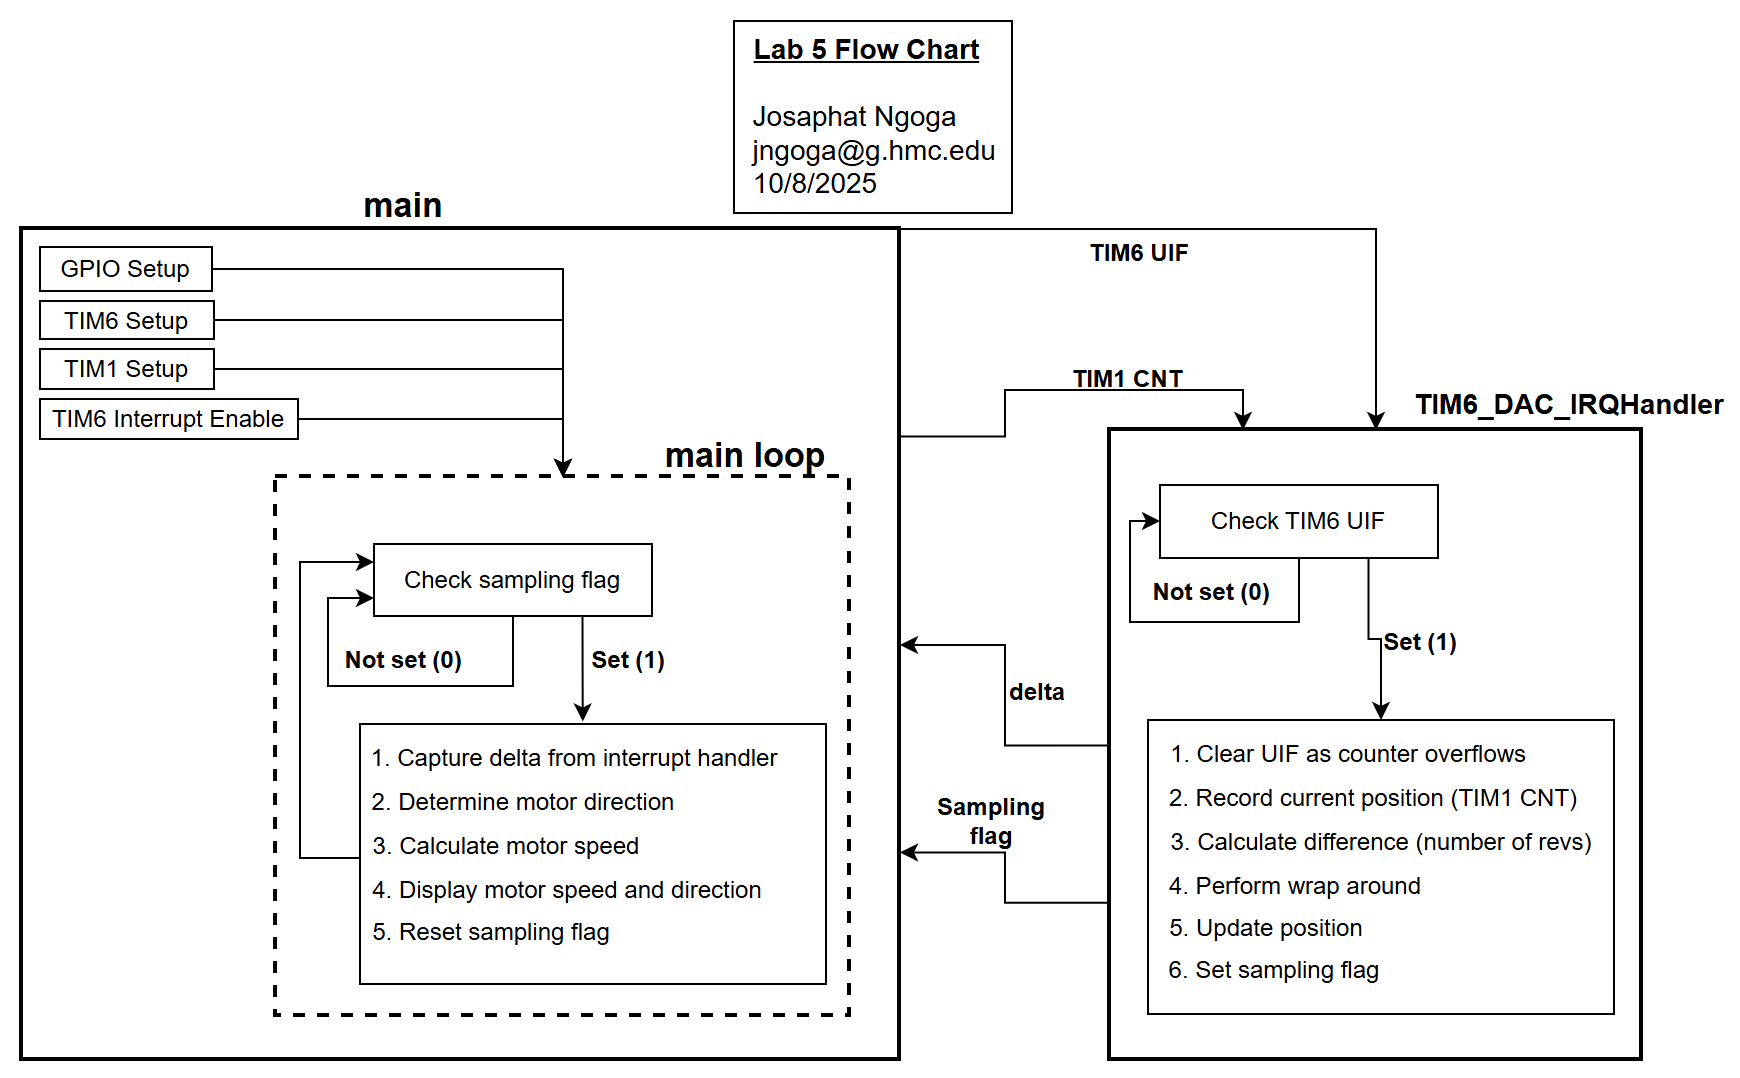 Lab 5 Flow Chart
Josaphat Ngoga
jngoga@g.hmc.edu
10/8/2025
main
GPIO Setup
TIM6 Setup
TIM1 Setup
TIM6 Interrupt Enable
main loop
Check sampling flag
Not set (0)
Set (1)
1. Capture delta from interrupt handler
2. Determine motor direction
3. Calculate motor speed
4. Display motor speed and direction
5. Reset sampling flag
TIM6 UIF
TIM1 CNT
delta
Sampling
flag
TIM6_DAC_IRQHandler
Check TIM6 UIF
Not set (0)
Set (1)
1. Clear UIF as counter overflows
2. Record current position (TIM1 CNT)
3. Calculate difference (number of revs)
4. Perform wrap around
5. Update position
6. Set sampling flag